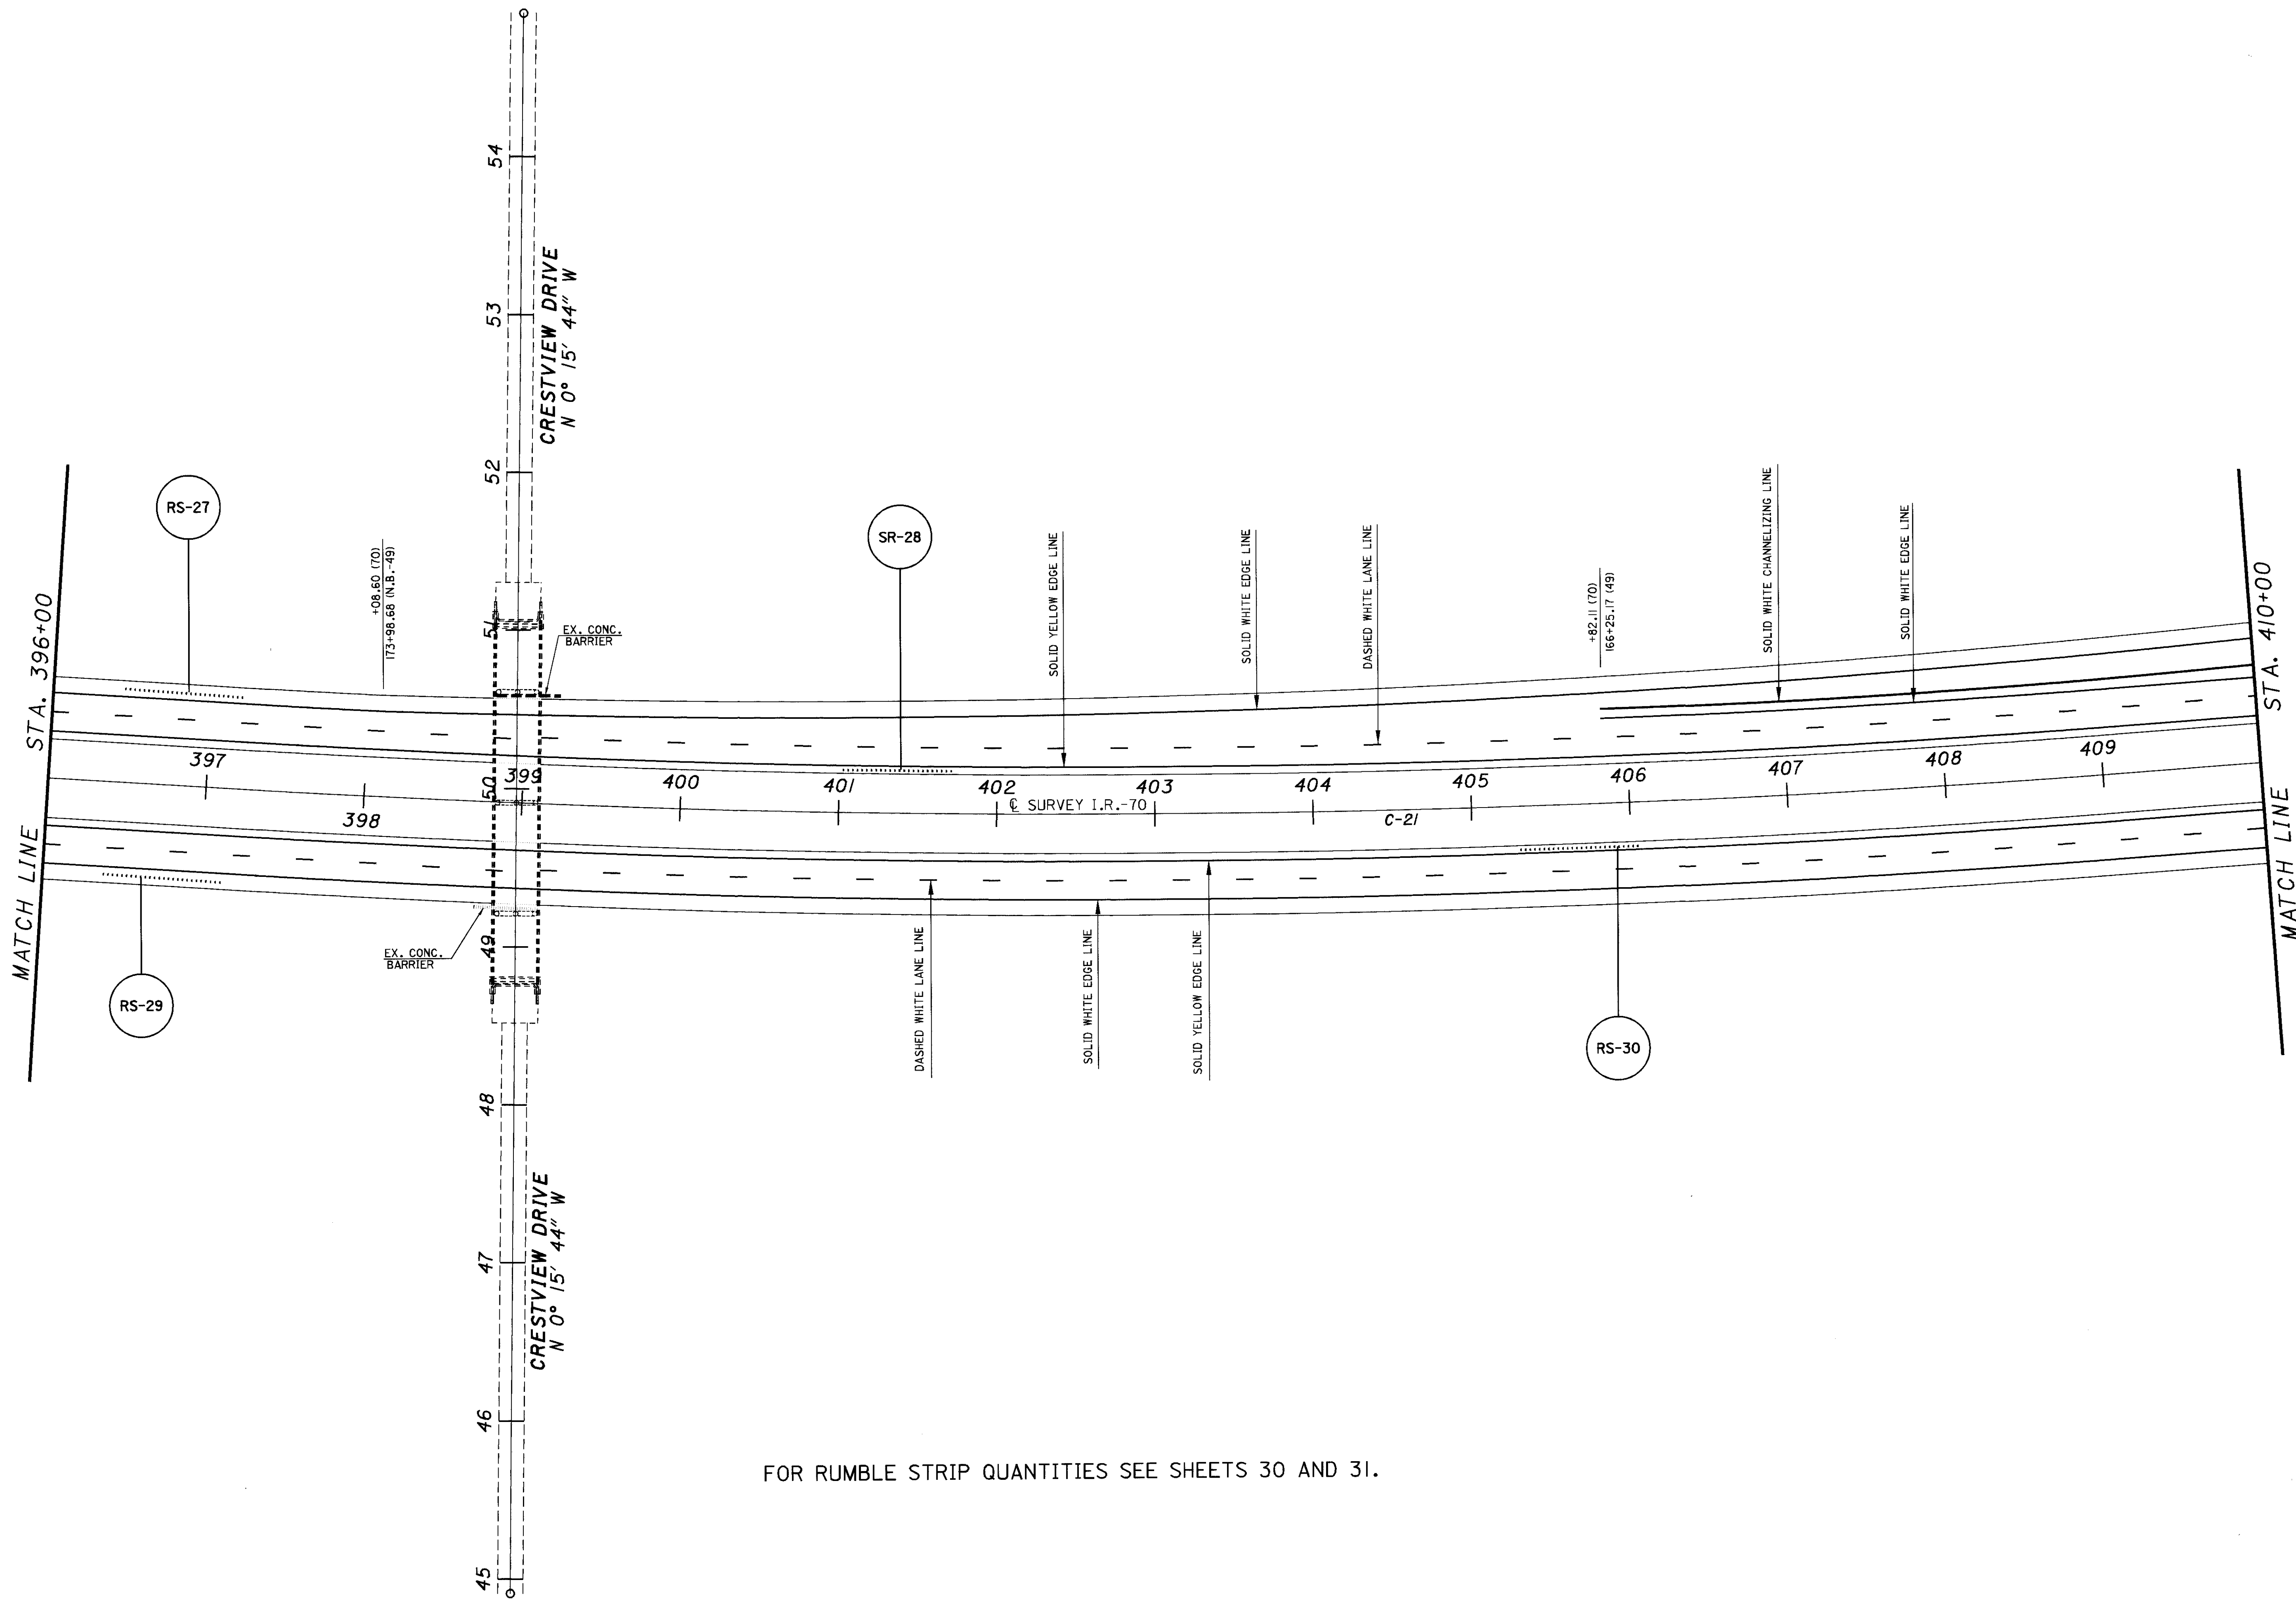 54
53
CRESTVIEW DRIVE
N 0° 15' 44" W
52
RS-27
+08.60 (70)
173+98.68 (N.B.-49)
SR-28
SOLID YELLOW EDGE LINE
SOLID WHITE EDGE LINE
DASHED WHITE LANE LINE
+82.11 (70)
166+25.17 (49)
SOLID WHITE CHANNELIZING LINE
SOLID WHITE EDGE LINE
51
EX. CONC.
BARRIER
MATCH LINE STA. 396+00
MATCH LINE STA. 410+00
397
398
50
399
400
401
402
403
404
405
406
407
408
409
℄ SURVEY I.R.-70
C-21
49
EX. CONC.
BARRIER
RS-29
DASHED WHITE LANE LINE
SOLID WHITE EDGE LINE
SOLID YELLOW EDGE LINE
RS-30
48
47
CRESTVIEW DRIVE
N 0° 15' 44" W
46
45
FOR RUMBLE STRIP QUANTITIES SEE SHEETS 30 AND 31.